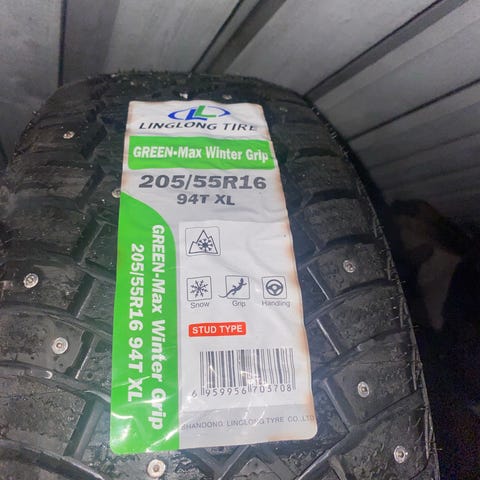 LL
LINGLONG TIRE
GREEN-Max Winter Grip
205/55R16
94T XL
GREEN-Max Winter Grip
205/55R16 94T XL
Snow Grip Handling
STUD TYPE
6 959956 703708
SHANDONG LINGLONG TYRE CO.,LTD